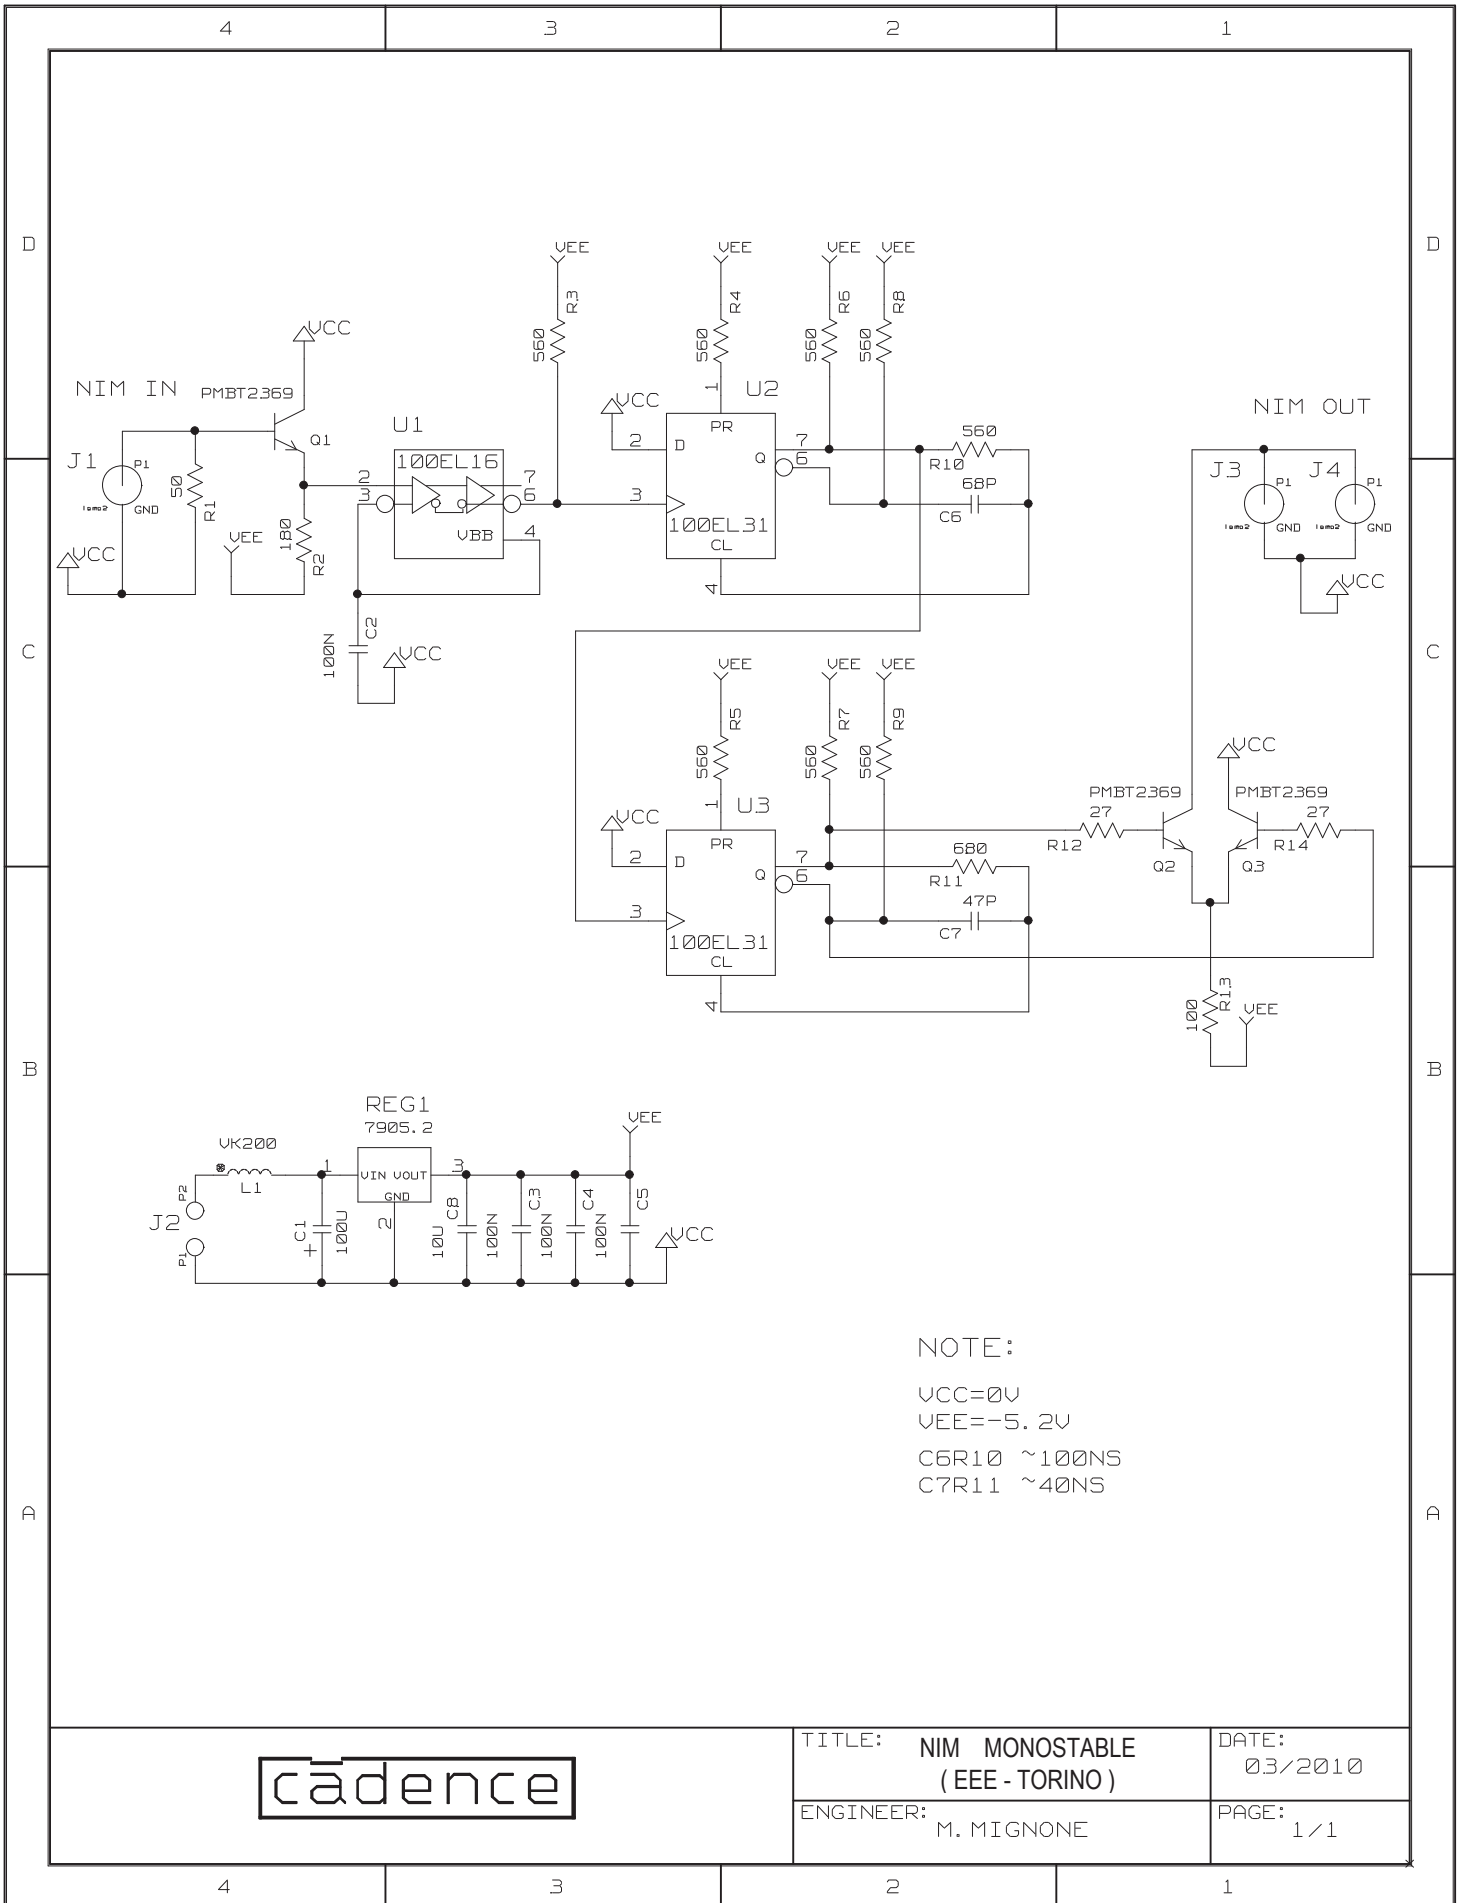 4 3 2 1
D D
VEE VEE VEE VEE
R3 R4 R6 R8
560 560 560 560
VCC
NIM IN PMBT2369
Q1
U1
100EL16
2 3 7 6
VBB 4
J1 P1
GND
50 R1
VCC
VEE
180 R2
C2 100N
VCC
VCC
U2
1
PR
2 D
Q 7
6
3
100EL31
CL
4
560
R10
68P
C6
NIM OUT
J3 P1
GND
J4 P1
GND
VCC
C C
VEE VEE VEE
R5 R7 R9
560 560 560
VCC
U3
1
PR
2 D
Q 7
6
3
100EL31
CL
4
680
R11
47P
C7
VCC
PMBT2369 PMBT2369
27 27
R12 R14
Q2 Q3
100 R13
VEE
B B
REG1
7905.2
VK200
L1
1 VIN VOUT 3
GND
2
J2 P2
P1
C1 100U
+
10U C8
100N C3
100N C4
100N C5
VEE
VCC
NOTE:
VCC=0V
VEE=-5.2V
C6R10 ~100NS
C7R11 ~40NS
A A
cadence
TITLE: NIM MONOSTABLE
( EEE - TORINO )
DATE:
03/2010
ENGINEER: M. MIGNONE
PAGE: 1/1
4 3 2 1